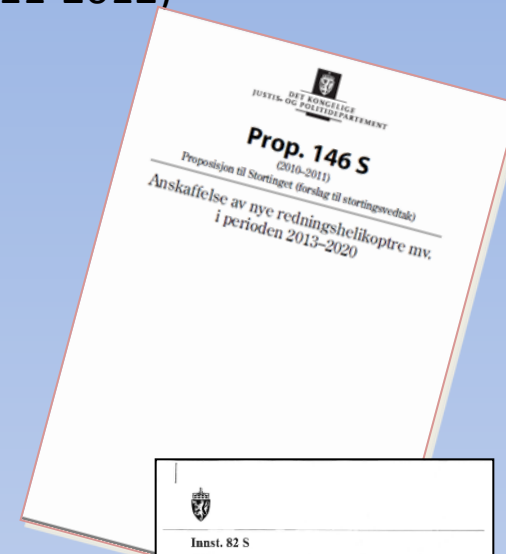 DET KONGELIGE
JUSTIS- OG POLITIDEPARTEMENT
Prop. 146 S
(2010–2011)
Proposisjon til Stortinget (forslag til stortingsvedtak)
Anskaffelse av nye redningshelikoptre mv.
i perioden 2013–2020
Innst. 82 S